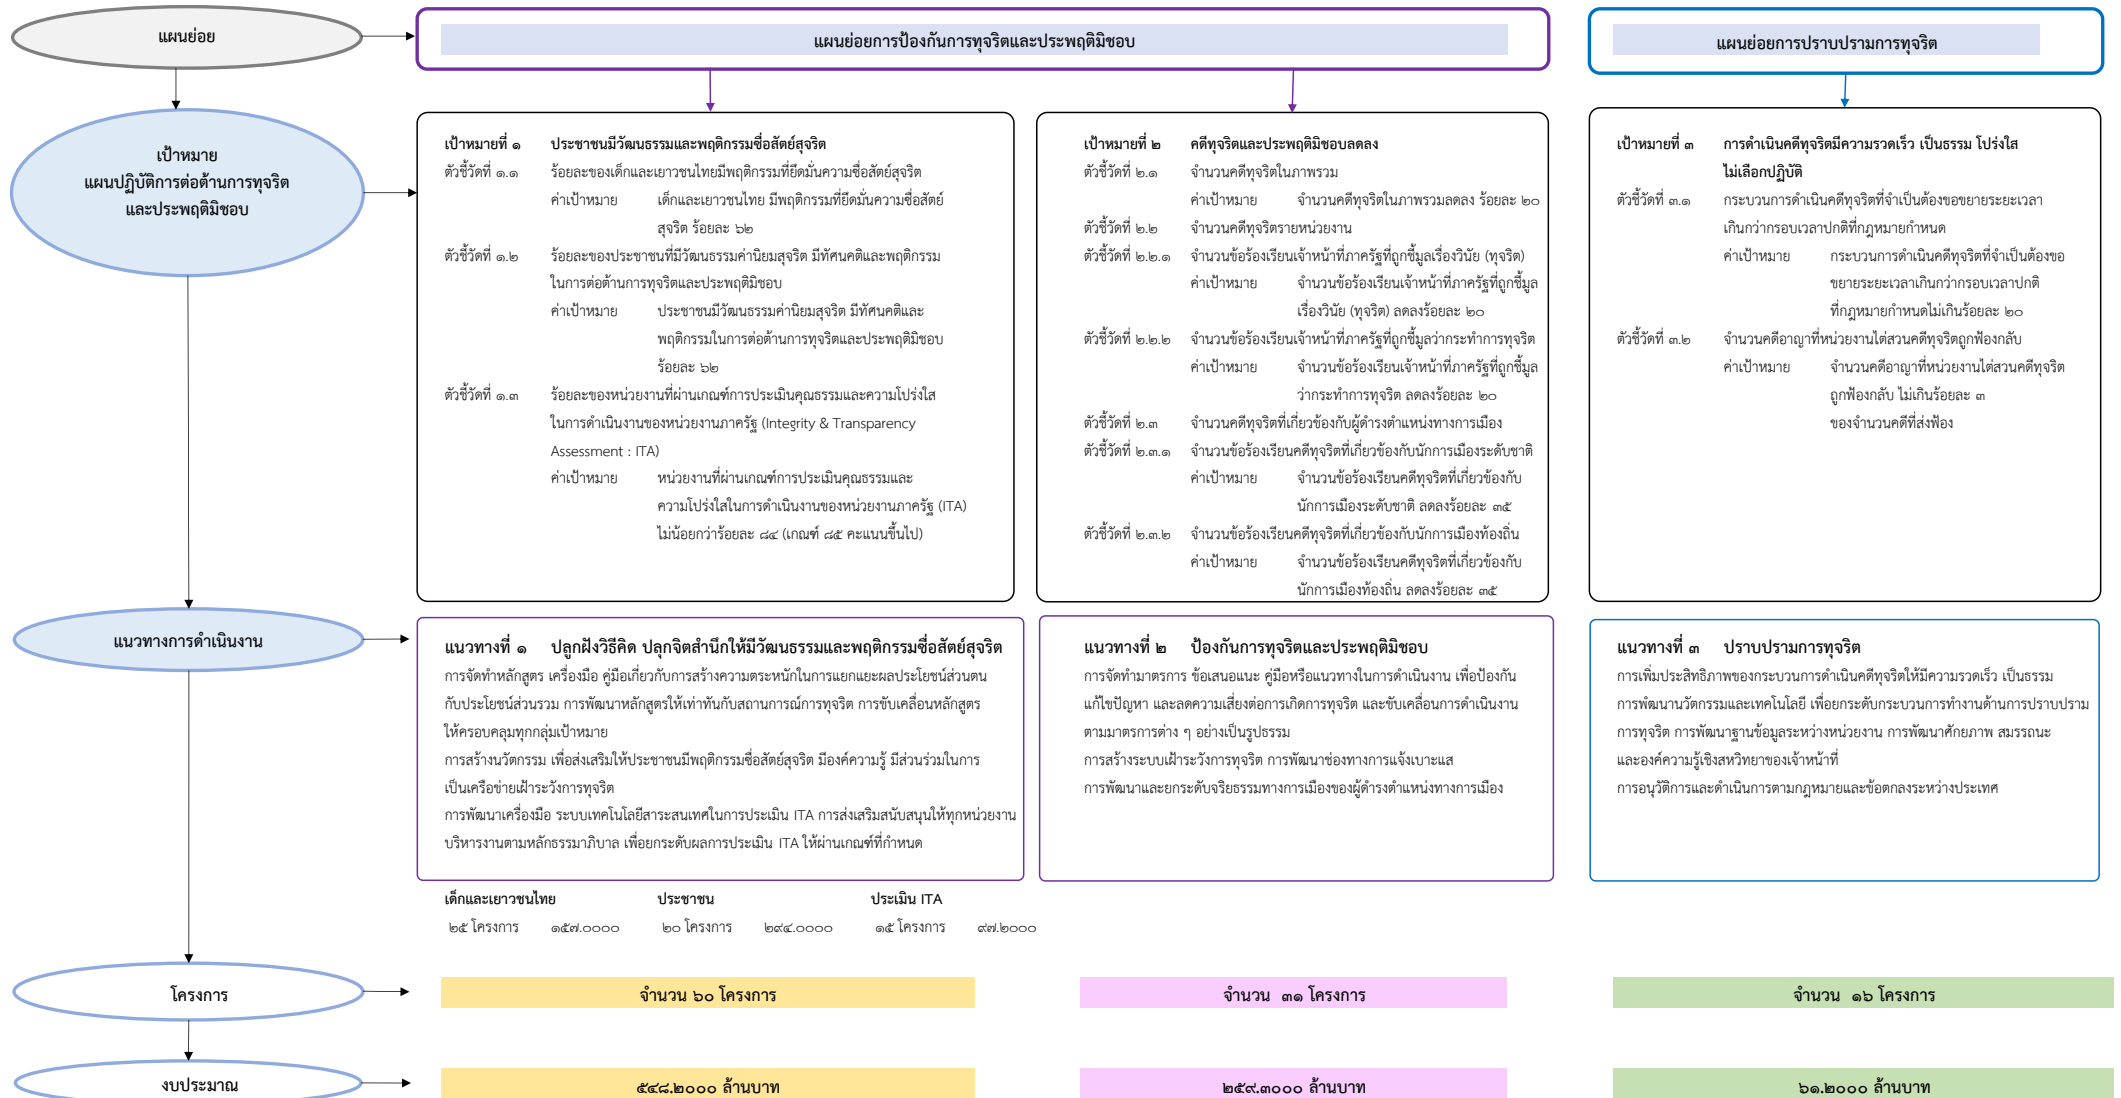 แผนย่อย
แผนย่อยการป้องกันการทุจริตและประพฤติมิชอบ
แผนย่อยการปราบปรามการทุจริต
เป้าหมาย
แผนปฏิบัติการต่อต้านการทุจริต
และประพฤติมิชอบ
เป้าหมายที่ ๑ ประชาชนมีวัฒนธรรมและพฤติกรรมซื่อสัตย์สุจริต
ตัวชี้วัดที่ ๑.๑ ร้อยละของเด็กและเยาวชนไทยมีพฤติกรรมที่ยึดมั่นความซื่อสัตย์สุจริต
ค่าเป้าหมาย เด็กและเยาวชนไทย มีพฤติกรรมที่ยึดมั่นความซื่อสัตย์
สุจริต ร้อยละ ๖๒
ตัวชี้วัดที่ ๑.๒ ร้อยละของประชาชนที่มีวัฒนธรรมค่านิยมสุจริต มีทัศนคติและพฤติกรรม
ในการต่อต้านการทุจริตและประพฤติมิชอบ
ค่าเป้าหมาย ประชาชนมีวัฒนธรรมค่านิยมสุจริต มีทัศนคติและ
พฤติกรรมในการต่อต้านการทุจริตและประพฤติมิชอบ
ร้อยละ ๖๒
ตัวชี้วัดที่ ๑.๓ ร้อยละของหน่วยงานที่ผ่านเกณฑ์การประเมินคุณธรรมและความโปร่งใส
ในการดำเนินงานของหน่วยงานภาครัฐ (Integrity & Transparency
Assessment : ITA)
ค่าเป้าหมาย หน่วยงานที่ผ่านเกณฑ์การประเมินคุณธรรมและ
ความโปร่งใสในการดำเนินงานของหน่วยงานภาครัฐ (ITA)
ไม่น้อยกว่าร้อยละ ๘๔ (เกณฑ์ ๘๕ คะแนนขึ้นไป)
เป้าหมายที่ ๒ คดีทุจริตและประพฤติมิชอบลดลง
ตัวชี้วัดที่ ๒.๑ จำนวนคดีทุจริตในภาพรวม
ค่าเป้าหมาย จำนวนคดีทุจริตในภาพรวมลดลง ร้อยละ ๒๐
ตัวชี้วัดที่ ๒.๒ จำนวนคดีทุจริตรายหน่วยงาน
ตัวชี้วัดที่ ๒.๒.๑ จำนวนข้อร้องเรียนเจ้าหน้าที่ภาครัฐที่ถูกชี้มูลเรื่องวินัย (ทุจริต)
ค่าเป้าหมาย จำนวนข้อร้องเรียนเจ้าหน้าที่ภาครัฐที่ถูกชี้มูล
เรื่องวินัย (ทุจริต) ลดลงร้อยละ ๒๐
ตัวชี้วัดที่ ๒.๒.๒ จำนวนข้อร้องเรียนเจ้าหน้าที่ภาครัฐที่ถูกชี้มูลว่ากระทำการทุจริต
ค่าเป้าหมาย จำนวนข้อร้องเรียนเจ้าหน้าที่ภาครัฐที่ถูกชี้มูล
ว่ากระทำการทุจริต ลดลงร้อยละ ๒๐
ตัวชี้วัดที่ ๒.๓ จำนวนคดีทุจริตที่เกี่ยวข้องกับผู้ดำรงตำแหน่งทางการเมือง
ตัวชี้วัดที่ ๒.๓.๑ จำนวนข้อร้องเรียนคดีทุจริตที่เกี่ยวข้องกับนักการเมืองระดับชาติ
ค่าเป้าหมาย จำนวนข้อร้องเรียนคดีทุจริตที่เกี่ยวข้องกับ
นักการเมืองระดับชาติ ลดลงร้อยละ ๓๕
ตัวชี้วัดที่ ๒.๓.๒ จำนวนข้อร้องเรียนคดีทุจริตที่เกี่ยวข้องกับนักการเมืองท้องถิ่น
ค่าเป้าหมาย จำนวนข้อร้องเรียนคดีทุจริตที่เกี่ยวข้องกับ
นักการเมืองท้องถิ่น ลดลงร้อยละ ๓๕
เป้าหมายที่ ๓ การดำเนินคดีทุจริตมีความรวดเร็ว เป็นธรรม โปร่งใส
ไม่เลือกปฏิบัติ
ตัวชี้วัดที่ ๓.๑ กระบวนการดำเนินคดีทุจริตที่จำเป็นต้องขอขยายระยะเวลา
เกินกว่ากรอบเวลาปกติที่กฎหมายกำหนด
ค่าเป้าหมาย กระบวนการดำเนินคดีทุจริตที่จำเป็นต้องขอ
ขยายระยะเวลาเกินกว่ากรอบเวลาปกติ
ที่กฎหมายกำหนดไม่เกินร้อยละ ๒๐
ตัวชี้วัดที่ ๓.๒ จำนวนคดีอาญาที่หน่วยงานไต่สวนคดีทุจริตถูกฟ้องกลับ
ค่าเป้าหมาย จำนวนคดีอาญาที่หน่วยงานไต่สวนคดีทุจริต
ถูกฟ้องกลับ ไม่เกินร้อยละ ๓
ของจำนวนคดีที่ส่งฟ้อง
แนวทางการดำเนินงาน
แนวทางที่ ๑ ปลูกฝังวิธีคิด ปลุกจิตสำนึกให้มีวัฒนธรรมและพฤติกรรมซื่อสัตย์สุจริต
การจัดทำหลักสูตร เครื่องมือ คู่มือเกี่ยวกับการสร้างความตระหนักในการแยกแยะผลประโยชน์ส่วนตน
กับประโยชน์ส่วนรวม การพัฒนาหลักสูตรให้เท่าทันกับสถานการณ์การทุจริต การขับเคลื่อนหลักสูตร
ให้ครอบคลุมทุกกลุ่มเป้าหมาย
การสร้างนวัตกรรม เพื่อส่งเสริมให้ประชาชนมีพฤติกรรมซื่อสัตย์สุจริต มีองค์ความรู้ มีส่วนร่วมในการ
เป็นเครือข่ายเฝ้าระวังการทุจริต
การพัฒนาเครื่องมือ ระบบเทคโนโลยีสาระสนเทศในการประเมิน ITA การส่งเสริมสนับสนุนให้ทุกหน่วยงาน
บริหารงานตามหลักธรรมาภิบาล เพื่อยกระดับผลการประเมิน ITA ให้ผ่านเกณฑ์ที่กำหนด
แนวทางที่ ๒ ป้องกันการทุจริตและประพฤติมิชอบ
การจัดทำมาตรการ ข้อเสนอแนะ คู่มือหรือแนวทางในการดำเนินงาน เพื่อป้องกัน
แก้ไขปัญหา และลดความเสี่ยงต่อการเกิดการทุจริต และขับเคลื่อนการดำเนินงาน
ตามมาตรการต่าง ๆ อย่างเป็นรูปธรรม
การสร้างระบบเฝ้าระวังการทุจริต การพัฒนาช่องทางการแจ้งเบาะแส
การพัฒนาและยกระดับจริยธรรมทางการเมืองของผู้ดำรงตำแหน่งทางการเมือง
แนวทางที่ ๓ ปราบปรามการทุจริต
การเพิ่มประสิทธิภาพของกระบวนการดำเนินคดีทุจริตให้มีความรวดเร็ว เป็นธรรม
การพัฒนานวัตกรรมและเทคโนโลยี เพื่อยกระดับกระบวนการทำงานด้านการปราบปราม
การทุจริต การพัฒนาฐานข้อมูลระหว่างหน่วยงาน การพัฒนาศักยภาพ สมรรถนะ
และองค์ความรู้เชิงสหวิทยาของเจ้าหน้าที่
การอนุวัติการและดำเนินการตามกฎหมายและข้อตกลงระหว่างประเทศ
เด็กและเยาวชนไทย ประชาชน ประเมิน ITA
๒๕ โครงการ ๑๕๗.๐๐๐๐ ๒๐ โครงการ ๒๙๔.๐๐๐๐ ๑๕ โครงการ ๙๗.๒๐๐๐
โครงการ
จำนวน ๖๐ โครงการ
จำนวน ๓๑ โครงการ
จำนวน ๑๖ โครงการ
งบประมาณ
๕๔๘.๒๐๐๐ ล้านบาท
๒๕๙.๓๐๐๐ ล้านบาท
๖๑.๒๐๐๐ ล้านบาท